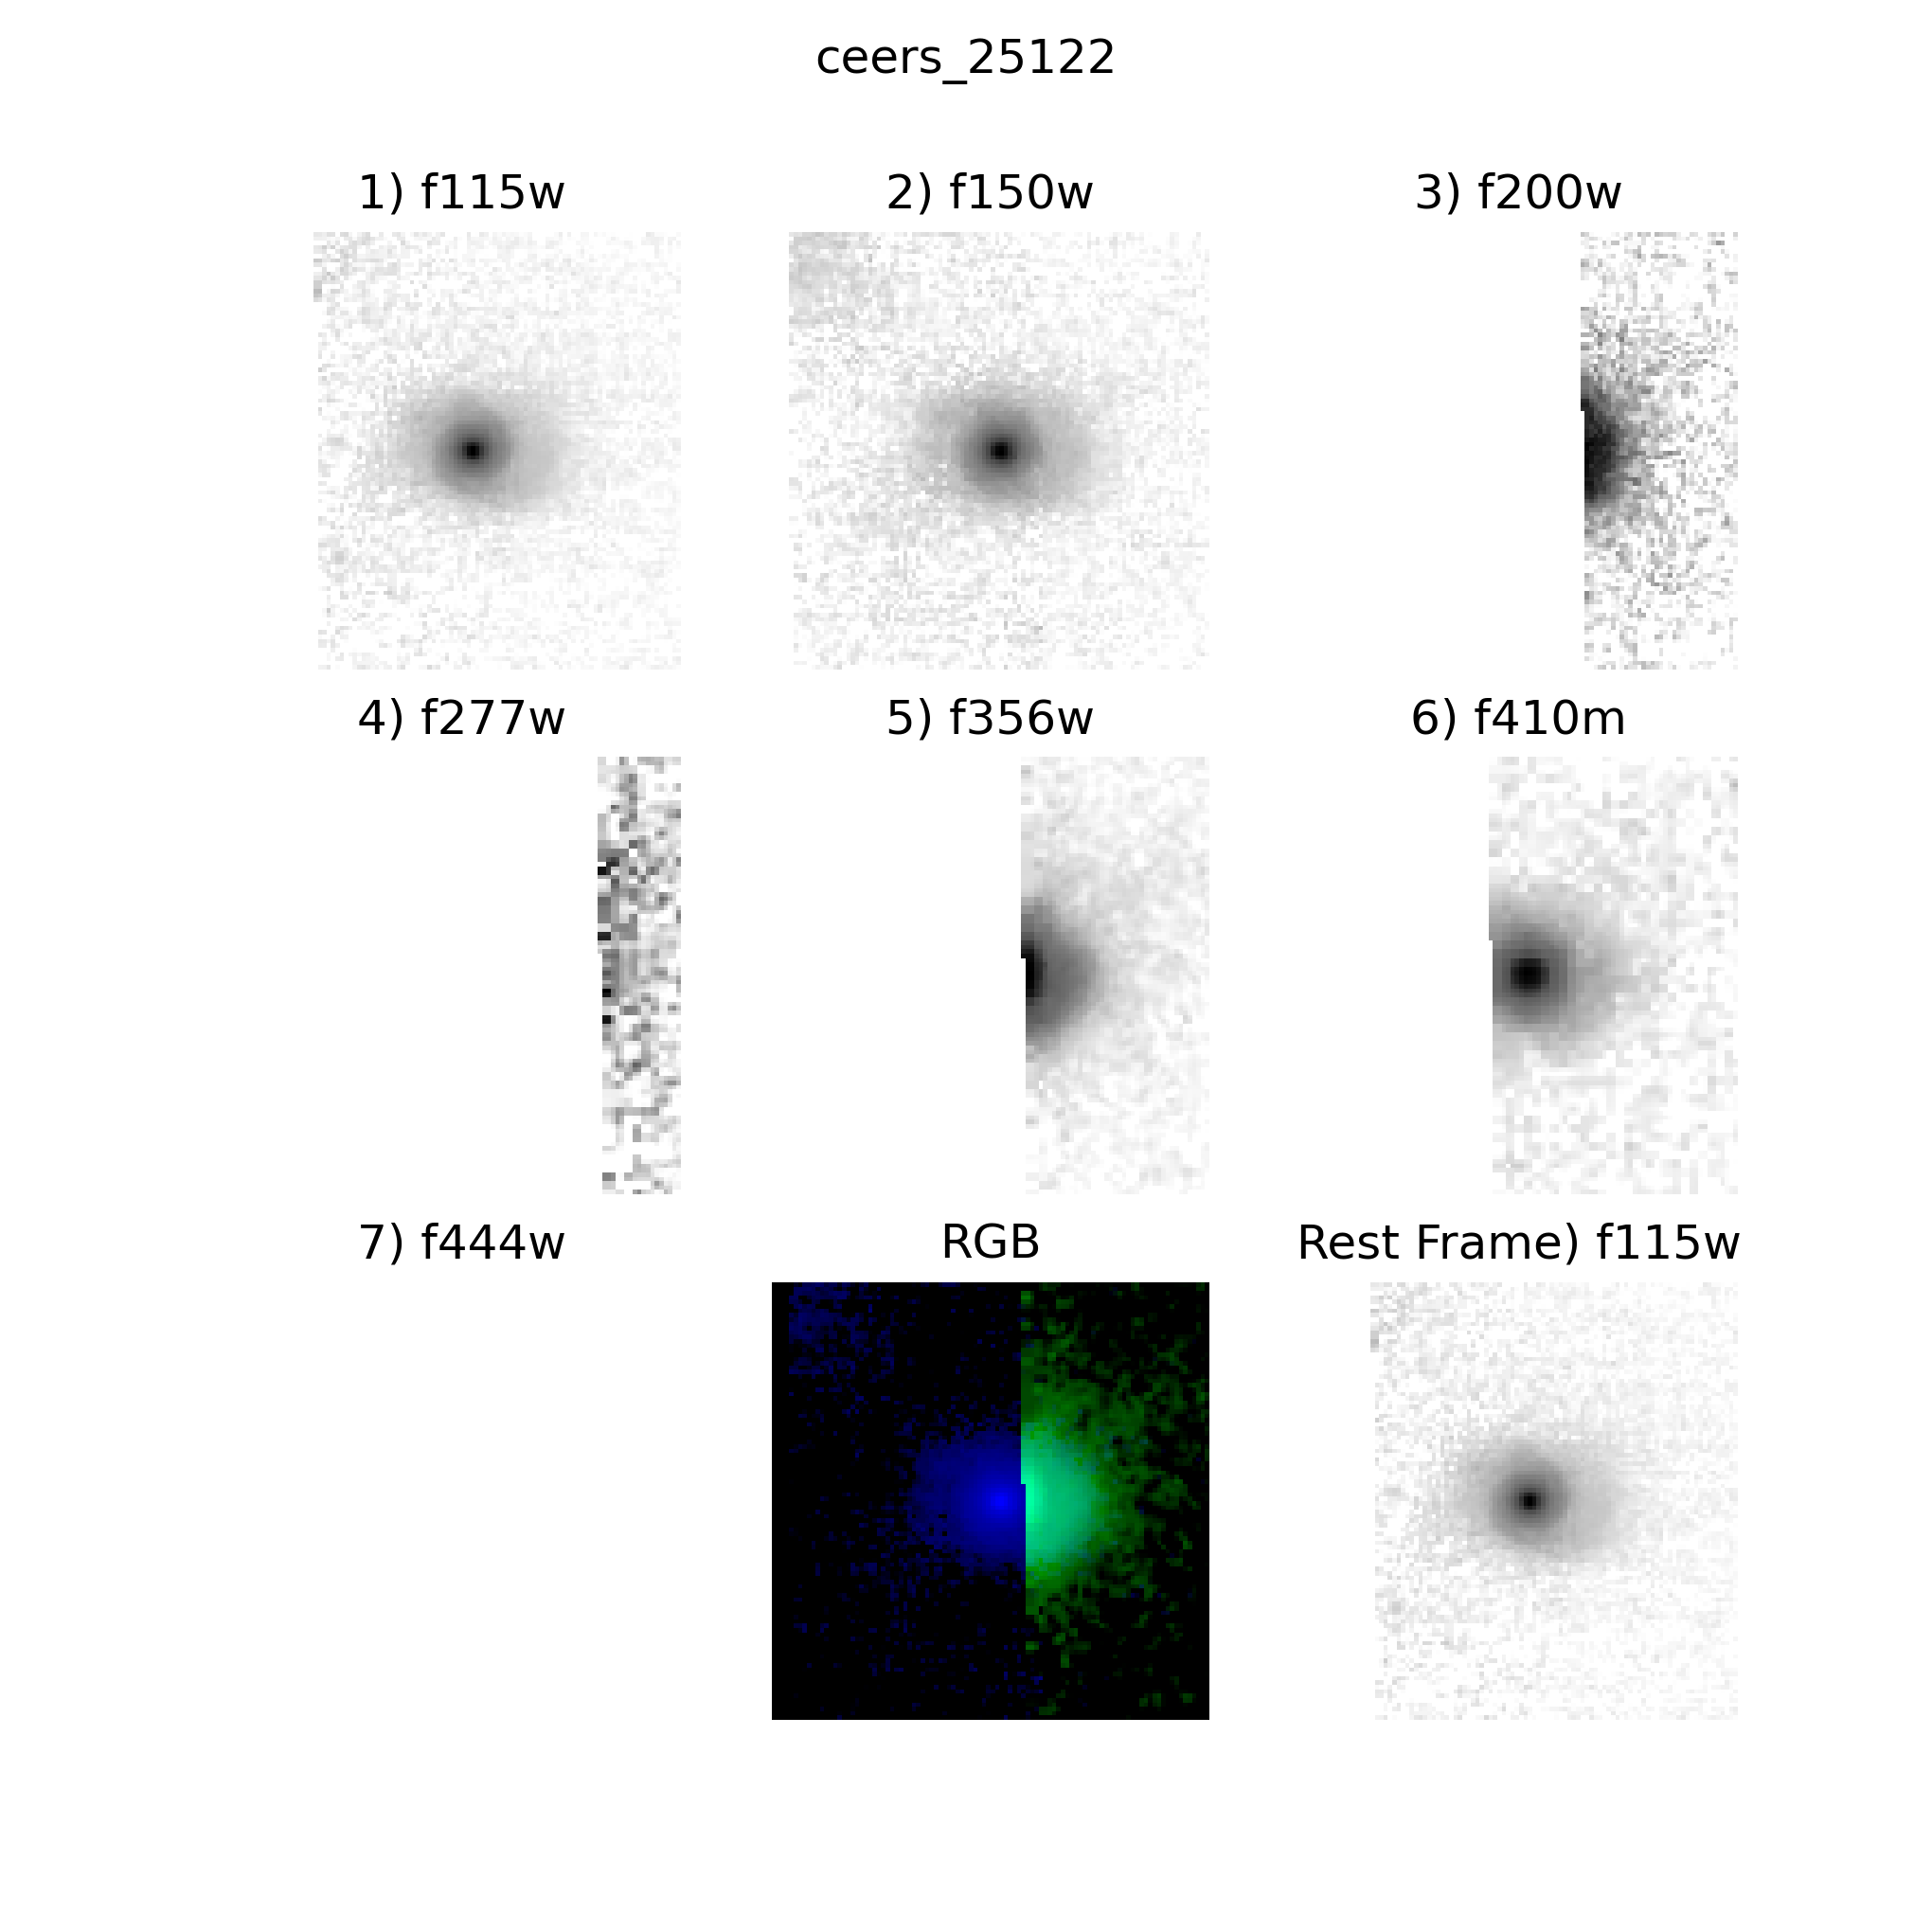 ceers_25122
1) f115w
2) f150w
3) f200w
4) f277w
5) f356w
6) f410m
7) f444w
RGB
Rest Frame) f115w